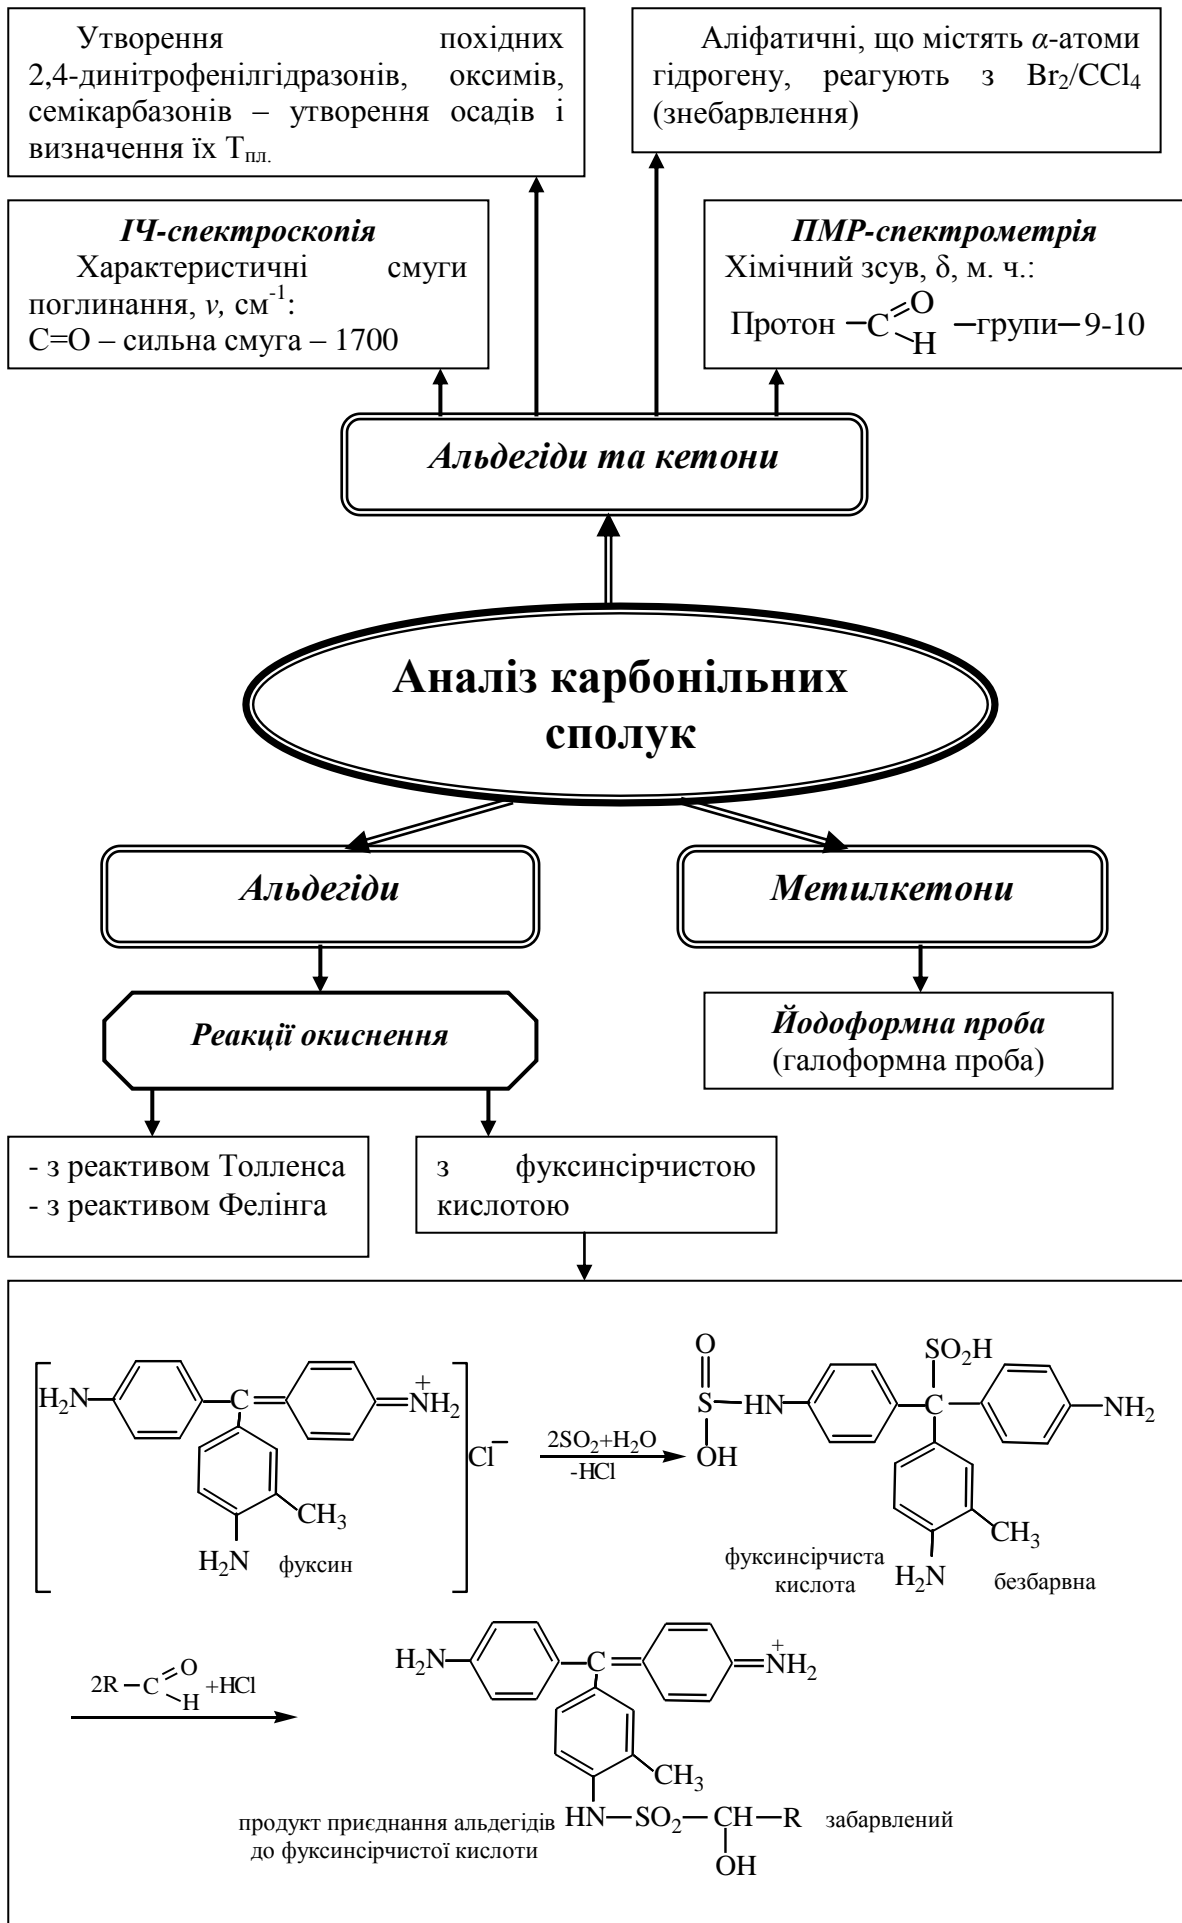 Утворення похідних
2,4-динітрофенілгідразонів, оксимів,
семікарбазонів – утворення осадів і
визначення їх Тпл.
Аліфатичні, що містять α-атоми
гідрогену, реагують з Br2/CCl4
(знебарвлення)
ІЧ-спектроскопія
Характеристичні смуги
поглинання, ν, см-1:
С=О – сильна смуга – 1700
ПМР-спектрометрія
Хімічний зсув, δ, м. ч.:
Протон —C=O H —групи— 9-10
Альдегіди та кетони
Аналіз карбонільних
сполук
Альдегіди
Метилкетони
Реакції окиснення
Йодоформна проба
(галоформна проба)
- з реактивом Толленса
- з реактивом Фелінга
з фуксинсірчистою
кислотою
H2N C NH2 +
CH3
H2N фуксин
Cl–
2SO2+H2O
-HCl
O
S
OH
HN
SO2H
C
NH2
CH3
H2N
фуксинсірчиста
кислота
безбарвна
2R—C=O H +HCl
H2N C NH2 +
CH3
HN—SO2—CH—R
OH
продукт приєднання альдегідів
до фуксинсірчистої кислоти
забарвлений